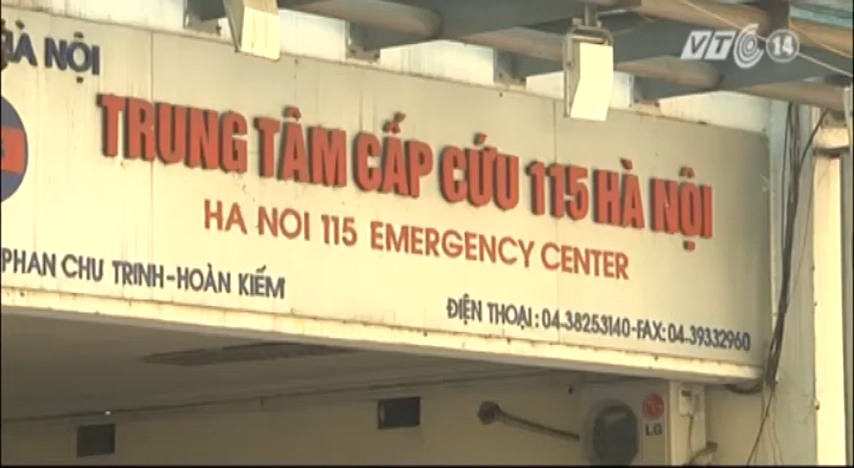 VTC 14
HÀ NỘI
TRUNG TÂM CẤP CỨU 115 HÀ NỘI
HA NOI 115 EMERGENCY CENTER
PHAN CHU TRINH-HOÀN KIẾM
ĐIỆN THOẠI: 04.38253140-FAX: 04.39332960
LG